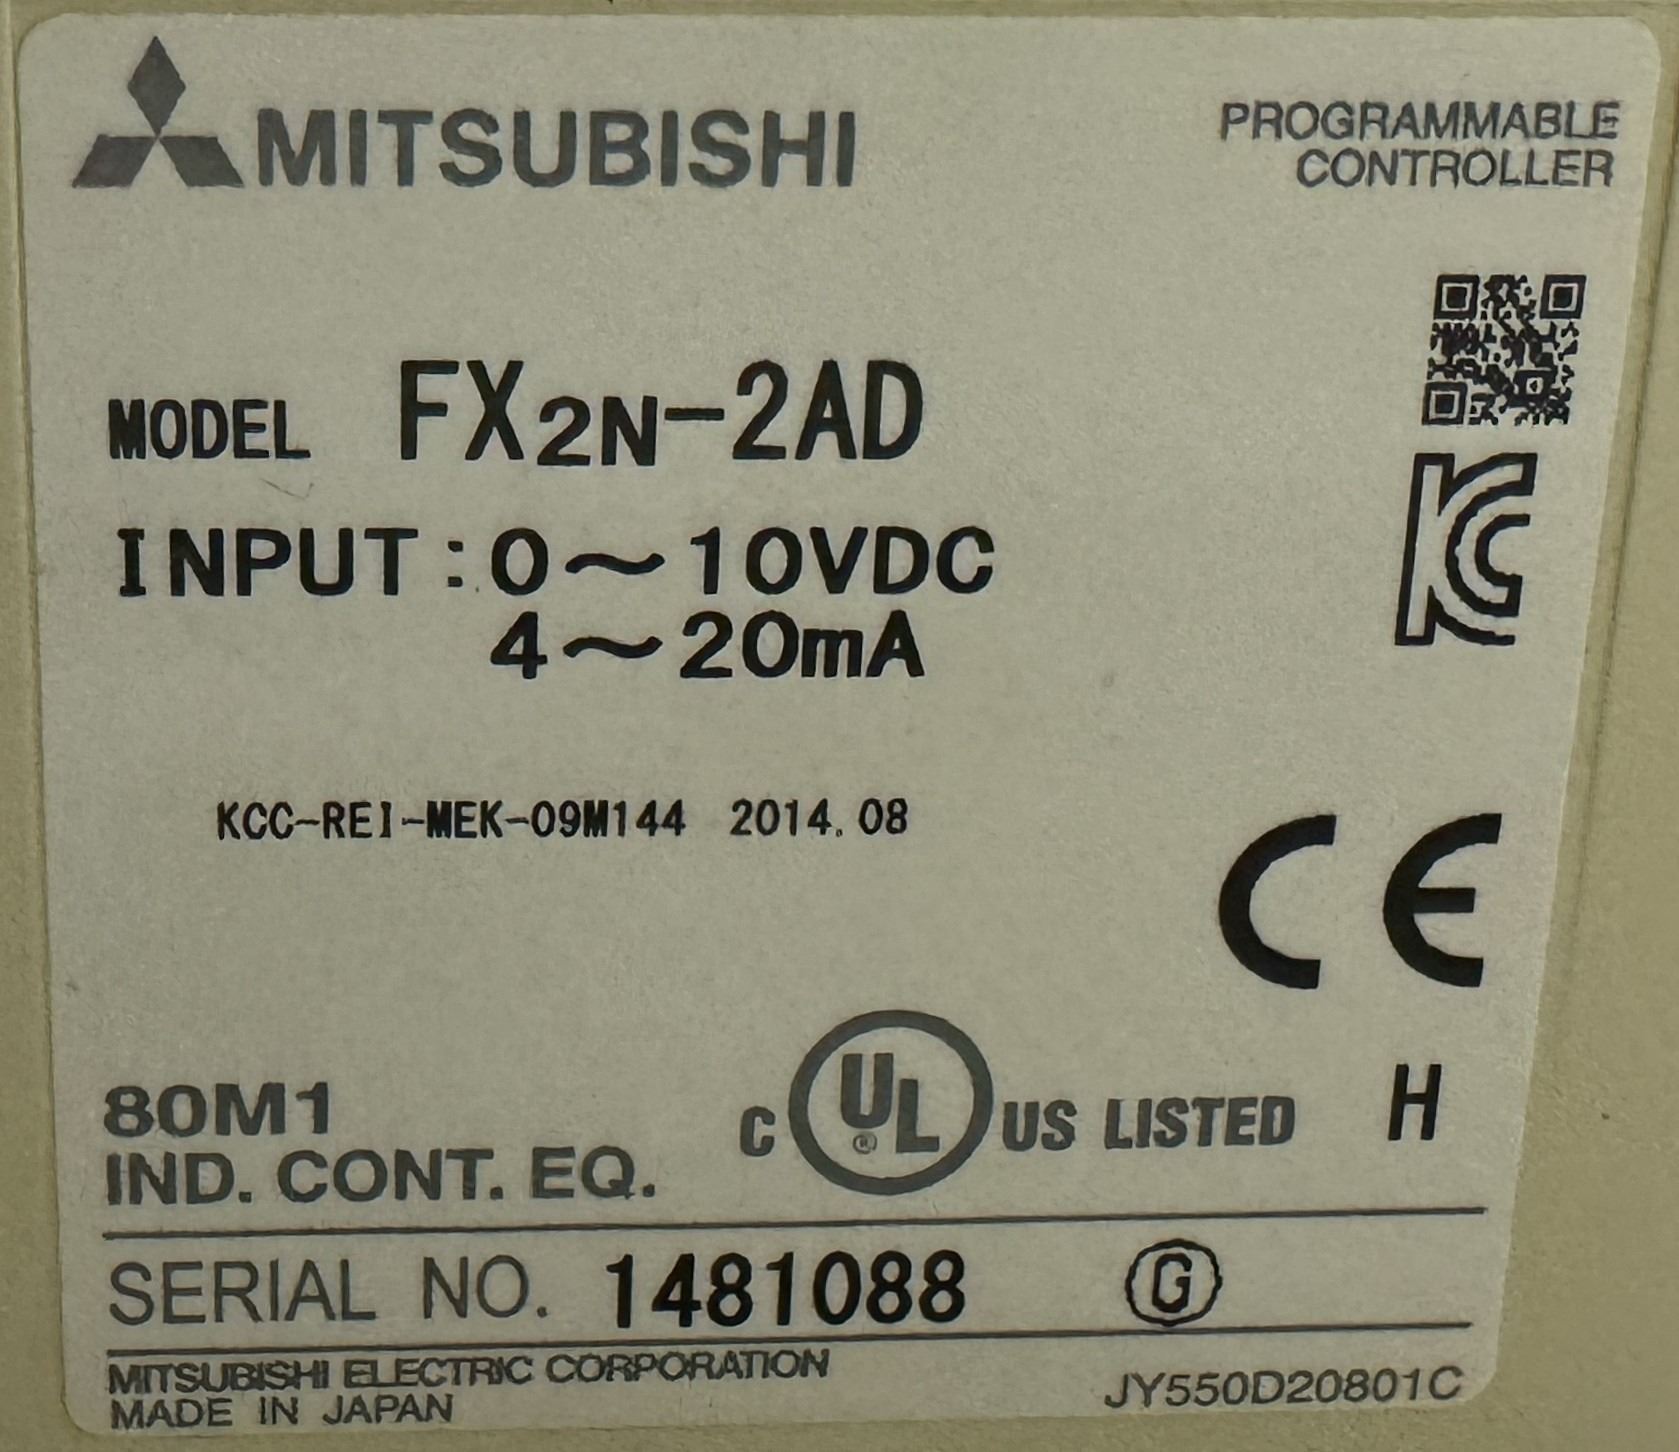 MITSUBISHI
PROGRAMMABLE
CONTROLLER
MODEL FX2N-2AD
INPUT:0~10VDC
4~20mA
KCC-REI-MEK-09M144 2014.08
CE
80M1
IND. CONT. EQ.
C UL ® US LISTED H
SERIAL NO. 1481088 G
MITSUBISHI ELECTRIC CORPORATION
MADE IN JAPAN
JY550D20801C